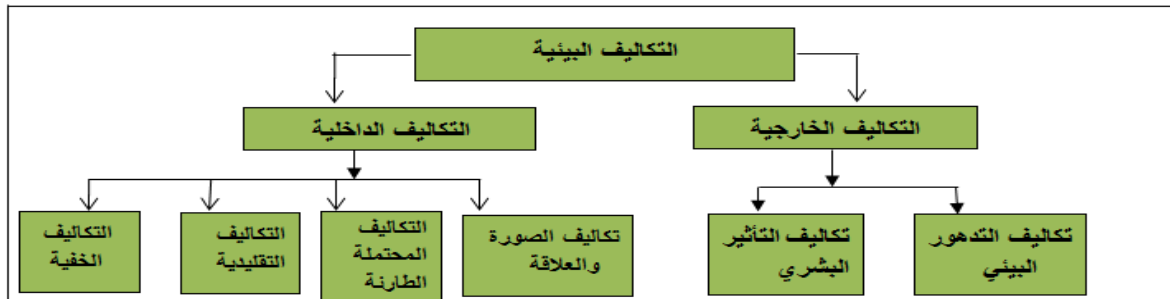 التكاليف البيئية
التكاليف الخارجية
التكاليف الداخلية
تكاليف التدهور
البيئي
تكاليف التأثير
البشري
تكاليف الصورة
والعلاقة
التكاليف
المحتملة
الطارنة
التكاليف
التقليدية
التكاليف
الخفية